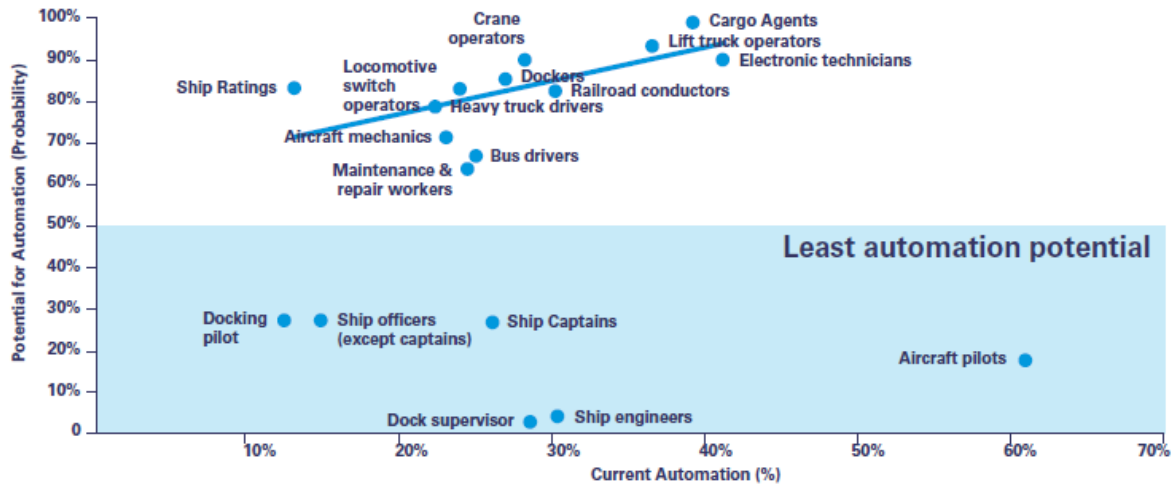 Potential for Automation (Probability)
100%
90%
80%
70%
60%
50%
40%
30%
20%
10%
0
Crane
operators
Cargo Agents
Lift truck operators
Electronic technicians
Ship Ratings
Locomotive
switch
operators
Dockers
Railroad conductors
Heavy truck drivers
Aircraft mechanics
Bus drivers
Maintenance &
repair workers
Least automation potential
Docking
pilot
Ship officers
(except captains)
Ship Captains
Aircraft pilots
Dock supervisor
Ship engineers
10%
20%
30%
40%
50%
60%
70%
Current Automation (%)